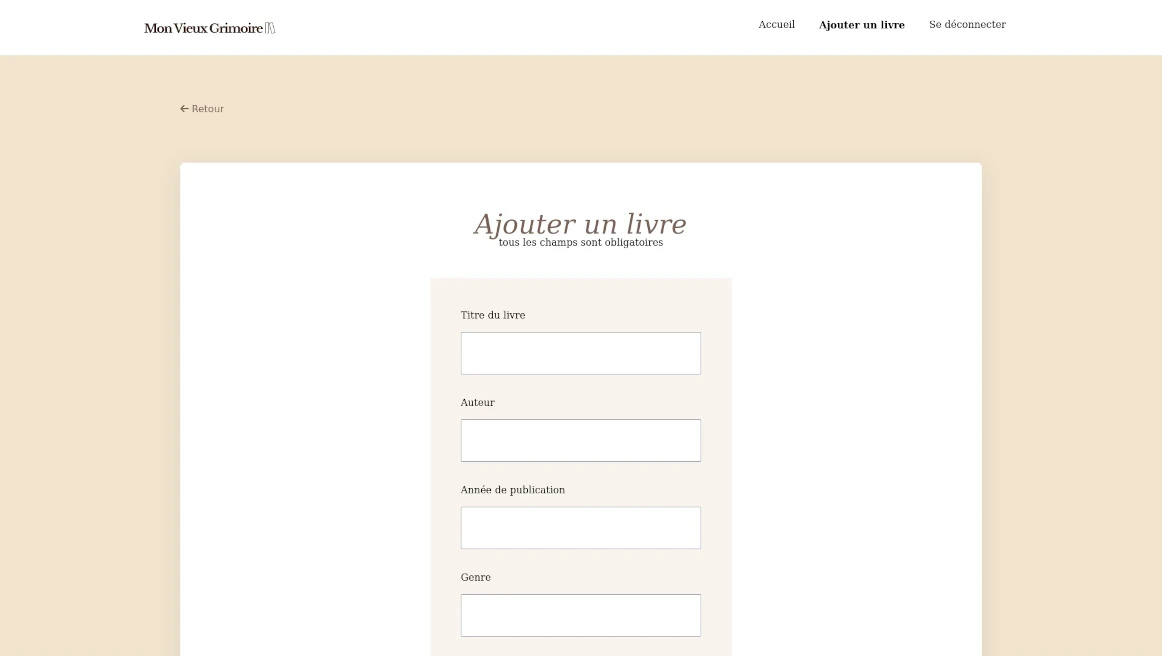 Mon Vieux Grimoire
Accueil
Ajouter un livre
Se déconnecter
← Retour
Ajouter un livre
tous les champs sont obligatoires
Titre du livre
Auteur
Année de publication
Genre